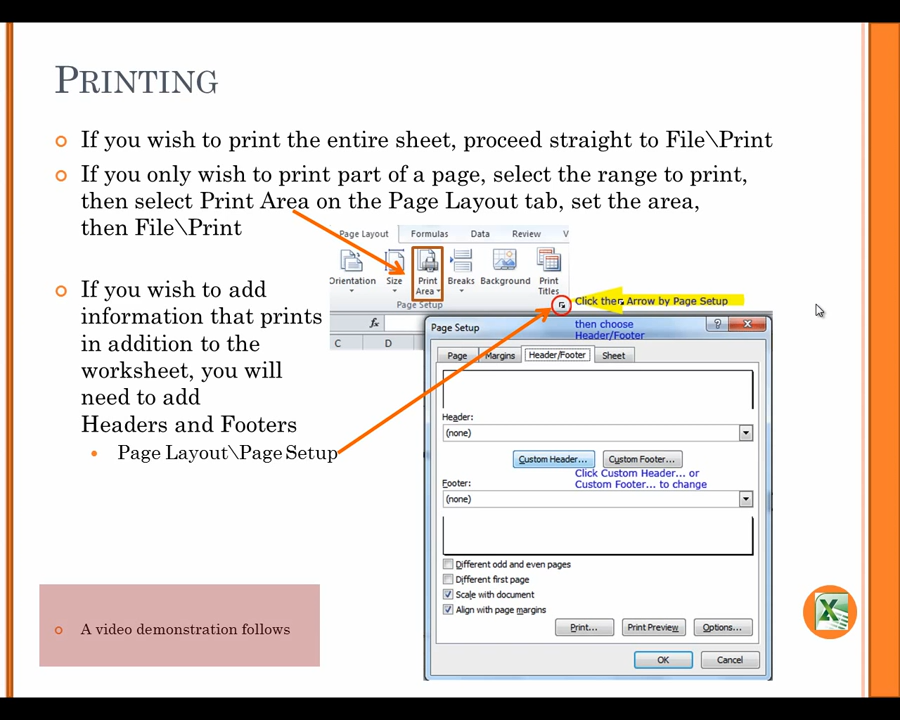 PRINTING
If you wish to print the entire sheet, proceed straight to File\Print
If you only wish to print part of a page, select the range to print,
then select Print Area on the Page Layout tab, set the area,
then File\Print
Page Layout Formulas Data Review V
Orientation Size Print Area Breaks Background Print Titles
Page Setup
Click the Arrow by Page Setup
If you wish to add
information that prints
in addition to the
worksheet, you will
need to add
Headers and Footers
Page Layout\Page Setup
fx
C D
then choose
Header/Footer
Page Setup
Page Margins Header/Footer Sheet
Header:
(none)
Custom Header... Custom Footer...
Click Custom Header... or
Custom Footer... to change
Footer:
(none)
Different odd and even pages
Different first page
Scale with document
Align with page margins
Print... Print Preview Options...
OK Cancel
A video demonstration follows